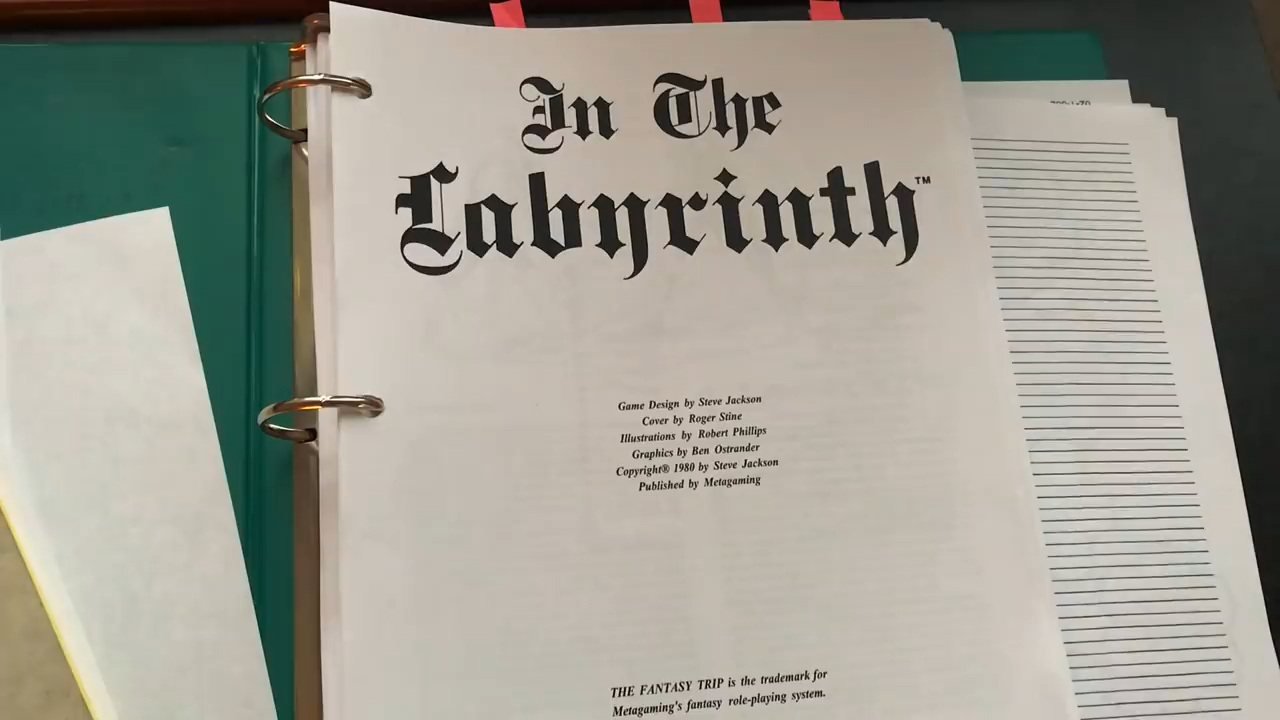 In The
Labyrinth™
Game Design by Steve Jackson
Cover by Roger Stine
Illustrations by Robert Phillips
Graphics by Ben Ostrander
Copyright® 1980 by Steve Jackson
Published by Metagaming
THE FANTASY TRIP is the trademark for
Metagaming's fantasy role-playing system.